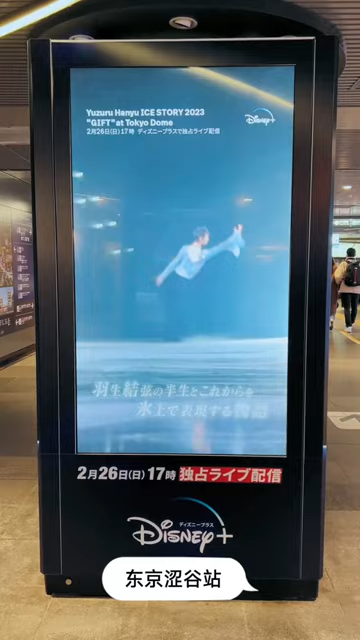 Yuzuru Hanyu ICE STORY 2023
"GIFT" at Tokyo Dome
2月26日(日)17時 ディズニープラスで独占ライブ配信
Disney+
羽生結弦の半生とこれからを
氷上で表現する物語
2月26日(日)17時 独占ライブ配信
ディズニープラス
Disney+
东京涩谷站